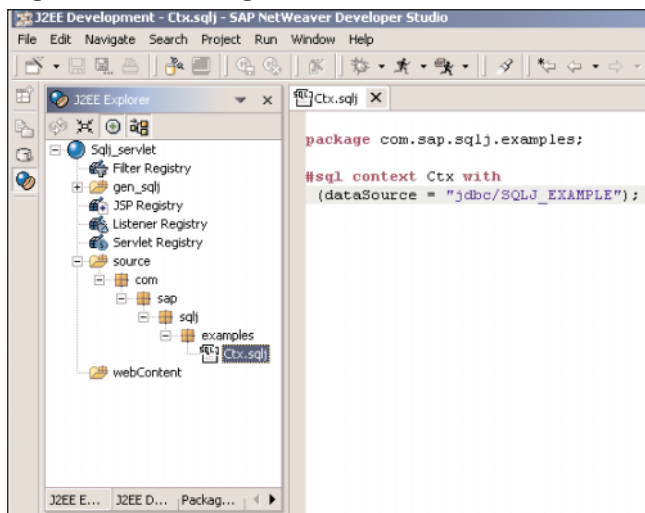 J2EE Development - Ctx.sqlj - SAP NetWeaver Developer Studio
File Edit Navigate Search Project Run Window Help
J2EE Explorer
Ctx.sqlj
Sqlj_servlet
Filter Registry
gen_sqlj
JSP Registry
Listener Registry
Servlet Registry
source
com
sap
sqlj
examples
Ctx.sqlj
webContent
package com.sap.sqlj.examples;
#sql context Ctx with
(dataSource = "jdbc/SQLJ_EXAMPLE");
J2EE E... J2EE D... Packag...